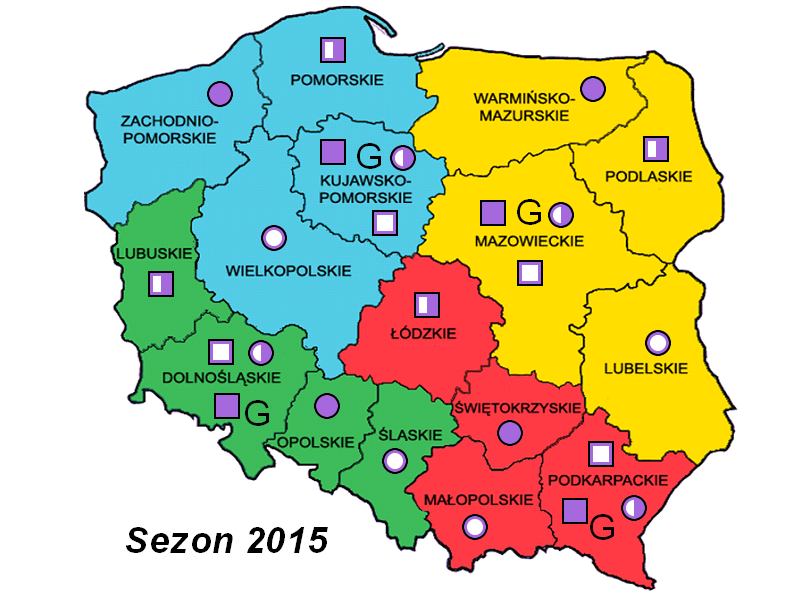 POMORSKIE
ZACHODNIO-
POMORSKIE
WARMIŃSKO-
MAZURSKIE
PODLASKIE
G
KUJAWSKO-
POMORSKIE
G
MAZOWIECKIE
LUBUSKIE
WIELKOPOLSKIE
ŁÓDZKIE
LUBELSKIE
DOLNOŚLĄSKIE
G
OPOLSKIE
ŚLĄSKIE
ŚWIĘTOKRZYSKIE
MAŁOPOLSKIE
PODKARPACKIE
G
Sezon 2015